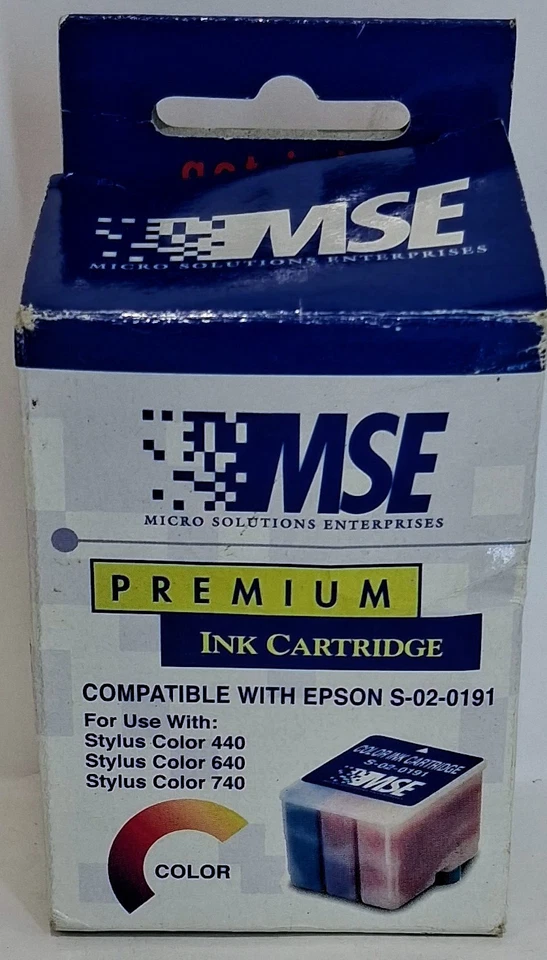 MSE
MICRO SOLUTIONS ENTERPRISES
MSE
MICRO SOLUTIONS ENTERPRISES
PREMIUM
INK CARTRIDGE
COMPATIBLE WITH EPSON S-02-0191
For Use With:
Stylus Color 440
Stylus Color 640
Stylus Color 740
COLOR INK CARTRIDGE
S-02-0191
MSE
COLOR